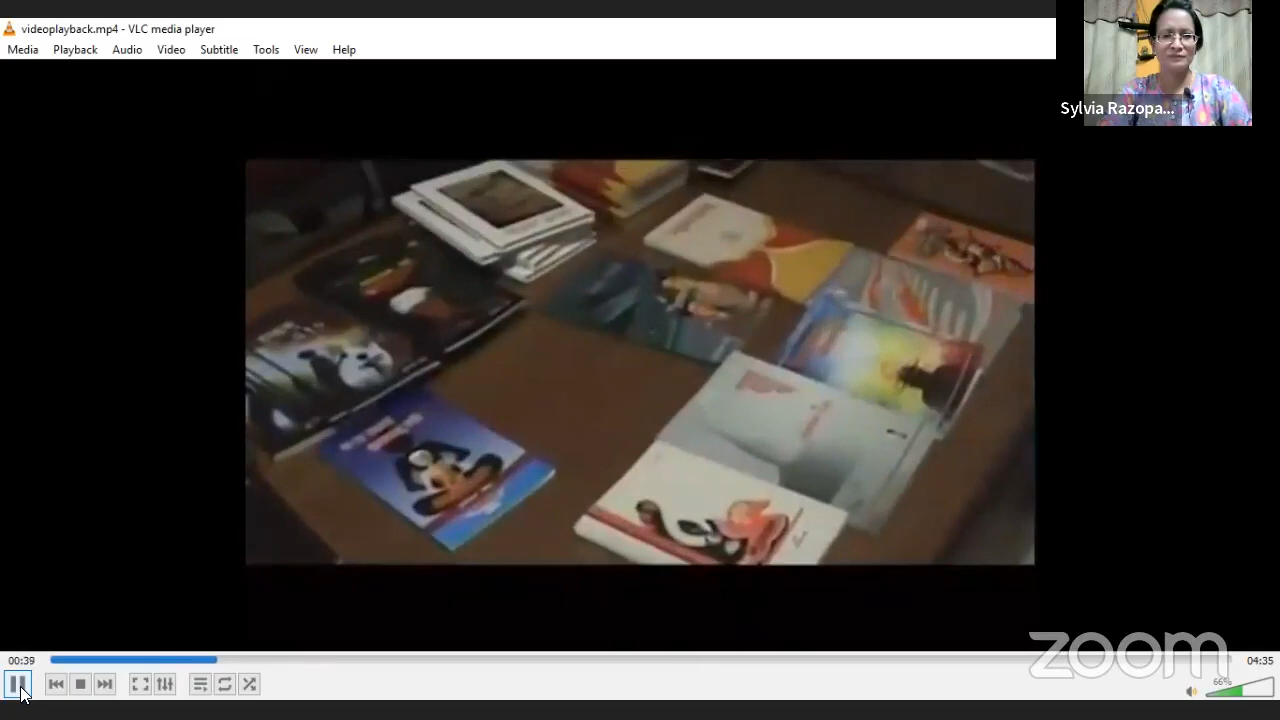 videoplayback.mp4 - VLC media player
Media Playback Audio Video Subtitle Tools View Help
Sylvia Razopa...
00:39
04:35
zoom
66%